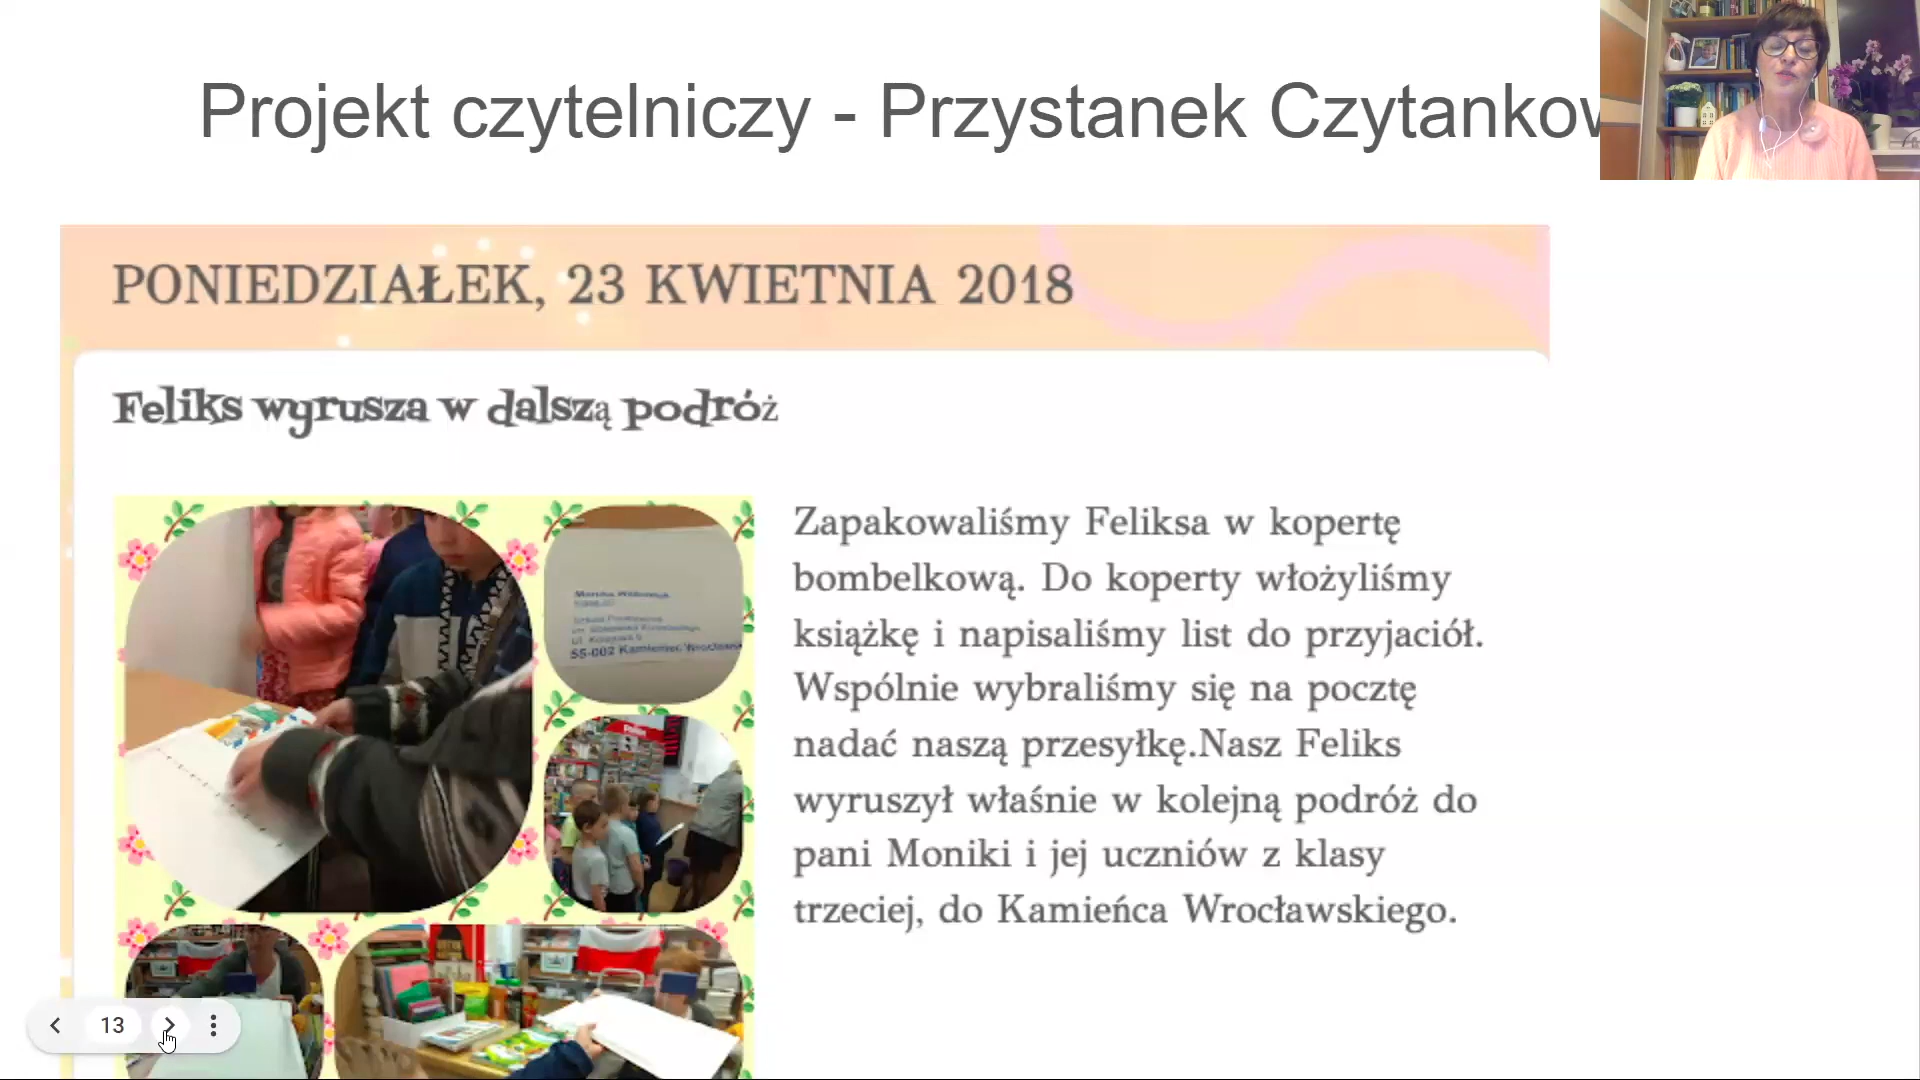 Projekt czytelniczy - Przystanek
PONIEDZIAŁEK, 23 KWIETNIA 2018
Feliks wyrusza w dalszą podróż
Zapakowaliśmy Feliksa w kopertę
bombelkową. Do koperty włożyliśmy
książkę i napisaliśmy list do przyjaciół.
Wspólnie wybraliśmy się na pocztę
nadać naszą przesyłkę.Nasz Feliks
wyruszył właśnie w kolejną podróż do
pani Moniki i jej uczniów z klasy
trzeciej, do Kamieńca Wrocławskiego.
55-002 Kamieniec
13